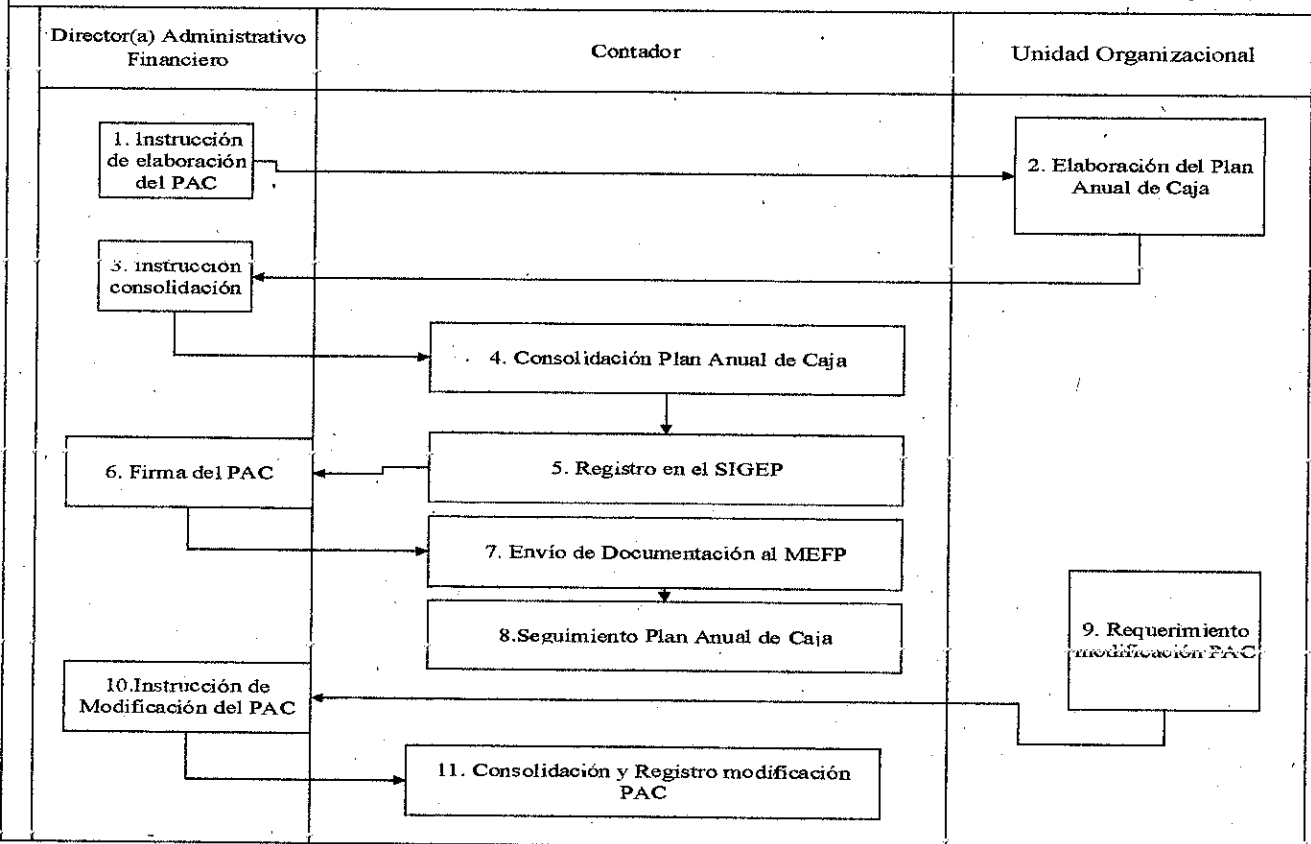 Director(a) Administrativo
Financiero
Contador
Unidad Organizacional
1. Instrucción
de elaboración
del PAC
2. Elaboración del Plan
Anual de Caja
3. Instrucción
consolidación
4. Consolidación Plan Anual de Caja
6. Firma del PAC
5. Registro en el SIGEP
7. Envío de Documentación al MEFP
8.Seguimiento Plan Anual de Caja
9. Requerimiento
modificación PAC
10.Instrucción de
Modificación del PAC
11. Consolidación y Registro modificación
PAC